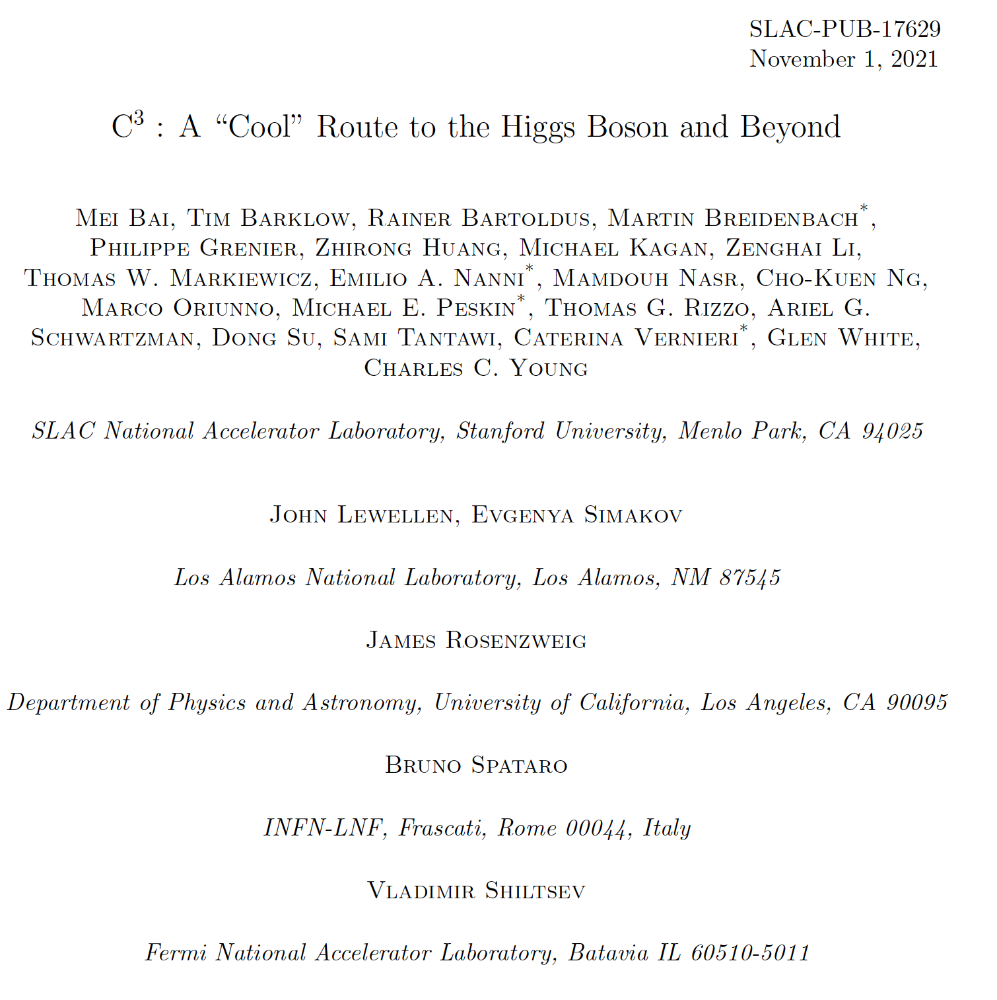 SLAC-PUB-17629
November 1, 2021
C³ : A “Cool” Route to the Higgs Boson and Beyond
Mei Bai, Tim Barklow, Rainer Bartoldus, Martin Breidenbach*,
Philippe Grenier, Zhirong Huang, Michael Kagan, Zenghai Li,
Thomas W. Markiewicz, Emilio A. Nanni*, Mamdouh Nasr, Cho-Kuen Ng,
Marco Oriunno, Michael E. Peskin*, Thomas G. Rizzo, Ariel G.
Schwartzman, Dong Su, Sami Tantawi, Caterina Vernieri*, Glen White,
Charles C. Young
SLAC National Accelerator Laboratory, Stanford University, Menlo Park, CA 94025
John Lewellen, Evgenya Simakov
Los Alamos National Laboratory, Los Alamos, NM 87545
James Rosenzweig
Department of Physics and Astronomy, University of California, Los Angeles, CA 90095
Bruno Spataro
INFN-LNF, Frascati, Rome 00044, Italy
Vladimir Shiltsev
Fermi National Accelerator Laboratory, Batavia IL 60510-5011